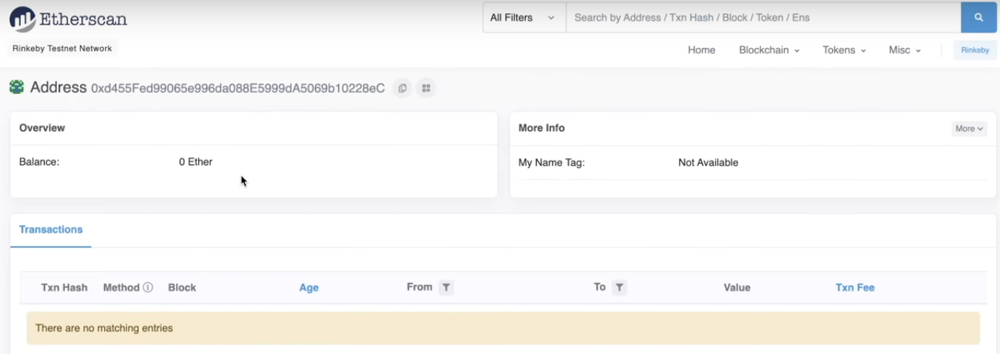 Etherscan
All Filters
Search by Address / Txn Hash / Block / Token / Ens
Rinkeby Testnet Network
Home Blockchain Tokens Misc Rinkeby
Address 0xd455Fed99065e996da088E5999dA5069b10228eC
Overview
Balance: 0 Ether
More Info More
My Name Tag: Not Available
Transactions
Txn Hash Method Block Age From To Value Txn Fee
There are no matching entries